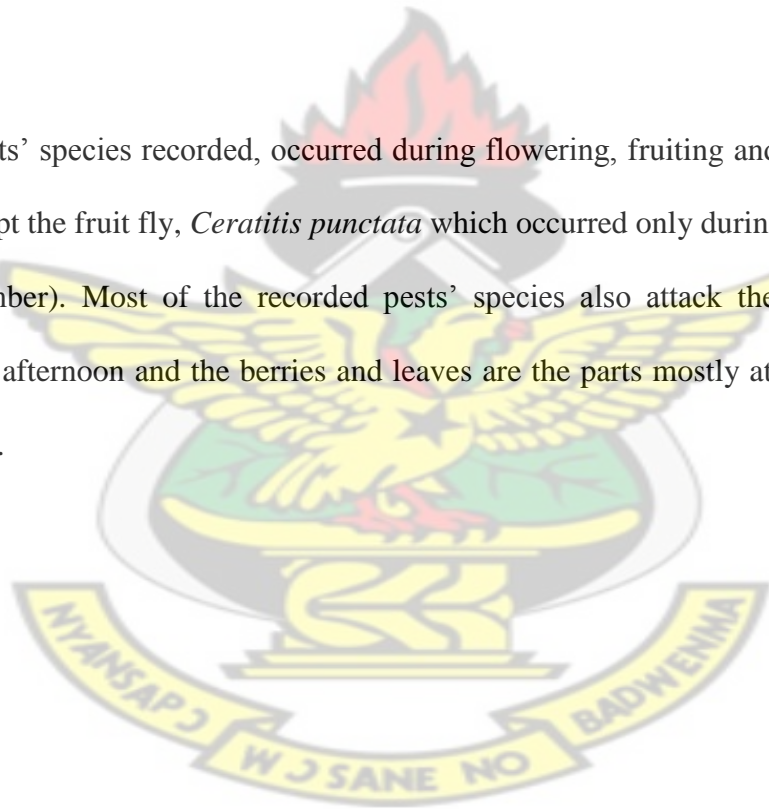 ts’ species recorded, occurred during flowering, fruiting and
pt the fruit fly, Ceratitis punctata which occurred only durin
nber). Most of the recorded pests’ species also attack the
afternoon and the berries and leaves are the parts mostly at
.
NYANSAPƆ
WƆSANE NO
BADWENMA